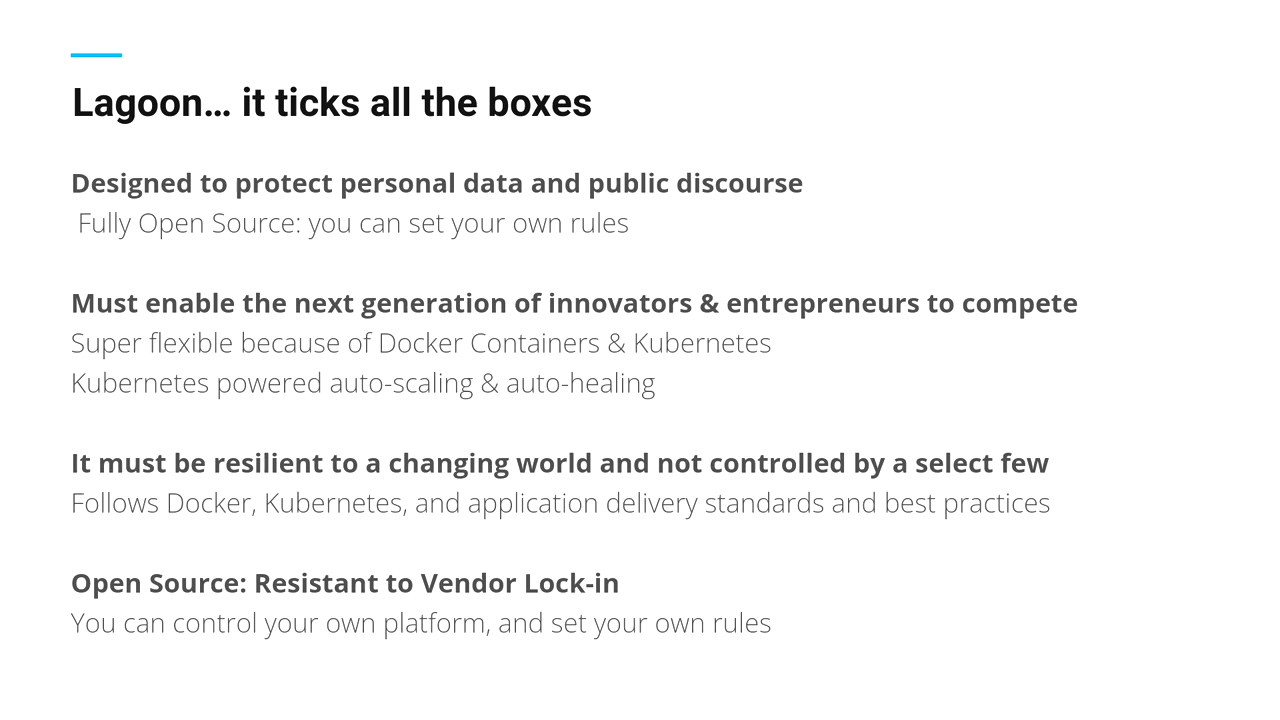 Lagoon… it ticks all the boxes
Designed to protect personal data and public discourse
Fully Open Source: you can set your own rules
Must enable the next generation of innovators & entrepreneurs to compete
Super flexible because of Docker Containers & Kubernetes
Kubernetes powered auto-scaling & auto-healing
It must be resilient to a changing world and not controlled by a select few
Follows Docker, Kubernetes, and application delivery standards and best practices
Open Source: Resistant to Vendor Lock-in
You can control your own platform, and set your own rules